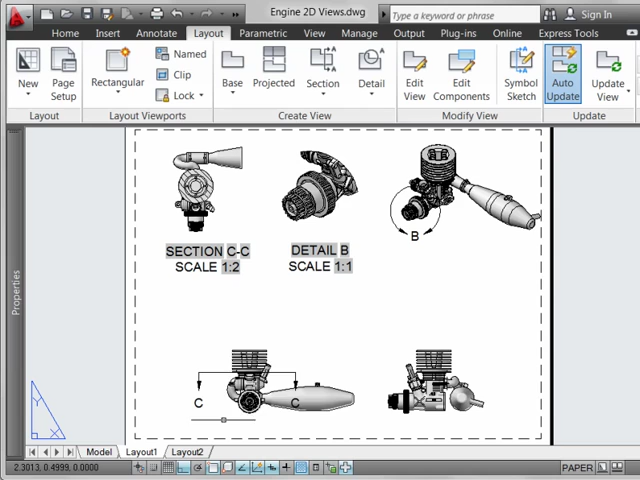 Engine 2D Views.dwg
Type a keyword or phrase
Sign In
Home Insert Annotate Layout Parametric View Manage Output Plug-ins Online Express Tools
New
Page Setup
Rectangular
Named
Clip
Lock
Base
Projected
Section
Detail
Edit View
Edit Components
Symbol Sketch
Auto Update
Update View
Layout
Layout Viewports
Create View
Modify View
Update
Properties
B
SECTION C-C
SCALE 1:2
DETAIL B
SCALE 1:1
C
C
Y
X
Model Layout1 Layout2
2.3013, 0.4999, 0.0000
PAPER